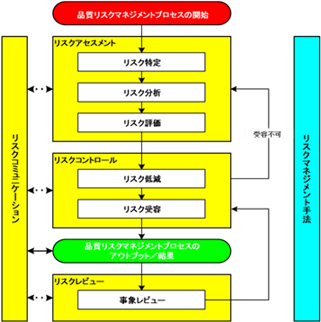 品質リスクマネジメントプロセスの開始
リスクアセスメント
リスク特定
リスク分析
リスク評価
受容不可
リスクコントロール
リスク低減
リスク受容
品質リスクマネジメントプロセスの
アウトプット／結果
リスクレビュー
事象レビュー
リスクコミュニケーション
リスクマネジメント手法